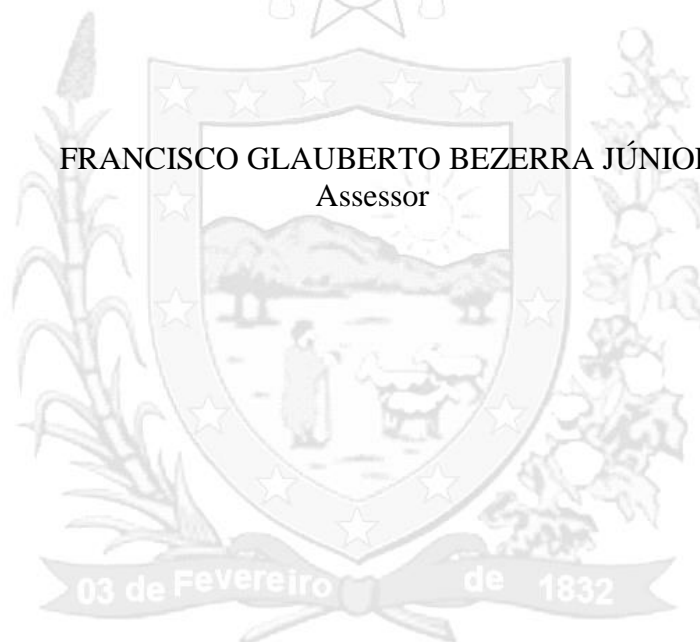 FRANCISCO GLAUBERTO BEZERRA JÚNIOR
Assessor
03 de Fevereiro de 1832